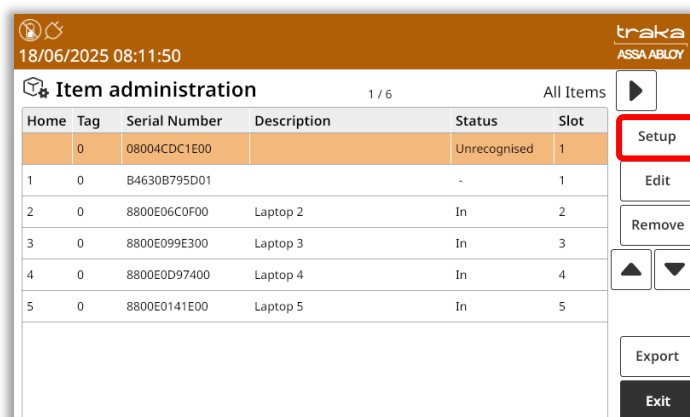 traka
18/06/2025 08:11:50
ASSA ABLOY
Item administration 1 / 6 All Items
Home Tag Serial Number Description Status Slot
0 08004CDC1E00 Unrecognised 1
Setup
1 0 B4630B795D01 - 1
Edit
2 0 8800E06C0F00 Laptop 2 In 2
Remove
3 0 8800E099E300 Laptop 3 In 3
4 0 8800E0D97400 Laptop 4 In 4
5 0 8800E0141E00 Laptop 5 In 5
Export
Exit